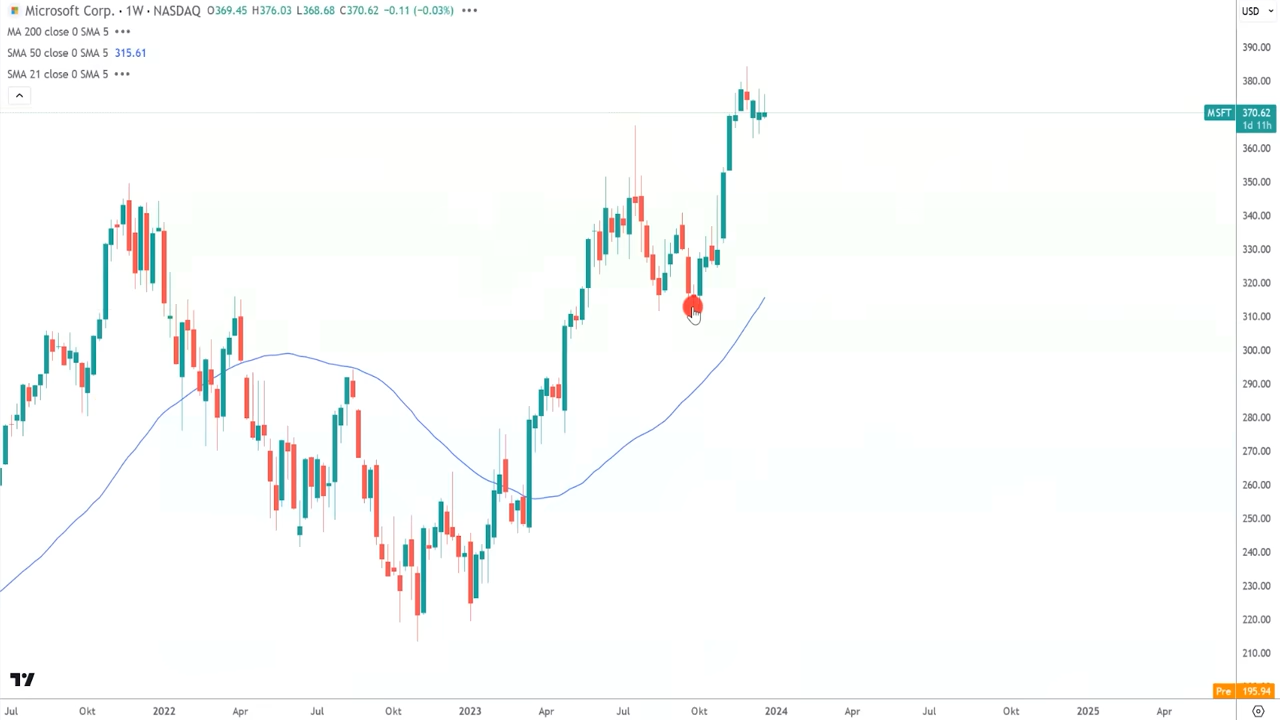 Microsoft Corp. · 1W · NASDAQ O369.45 H376.03 L368.68 C370.62 −0.11 (−0.03%) •••
MA 200 close 0 SMA 5 •••
SMA 50 close 0 SMA 5 315.61
SMA 21 close 0 SMA 5 •••
USD
390.00
380.00
MSFT 370.62
1d 11h
360.00
350.00
340.00
330.00
320.00
310.00
300.00
290.00
280.00
270.00
260.00
250.00
240.00
230.00
220.00
210.00
Pre 195.94
Jul Okt 2022 Apr Jul Okt 2023 Apr Jul Okt 2024 Apr Jul Okt 2025 Apr